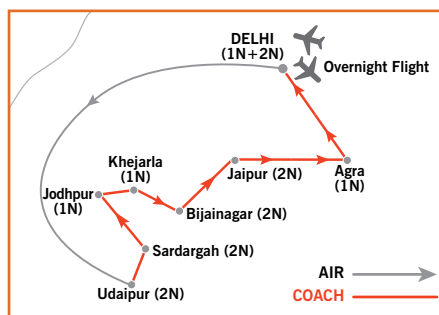 DELHI
(1N+2N)
Overnight Flight
Khejarla
(1N)
Jaipur (2N)
Agra
(1N)
Jodhpur
(1N)
Bijainagar (2N)
Sardargah (2N)
Udaipur (2N)
AIR
COACH